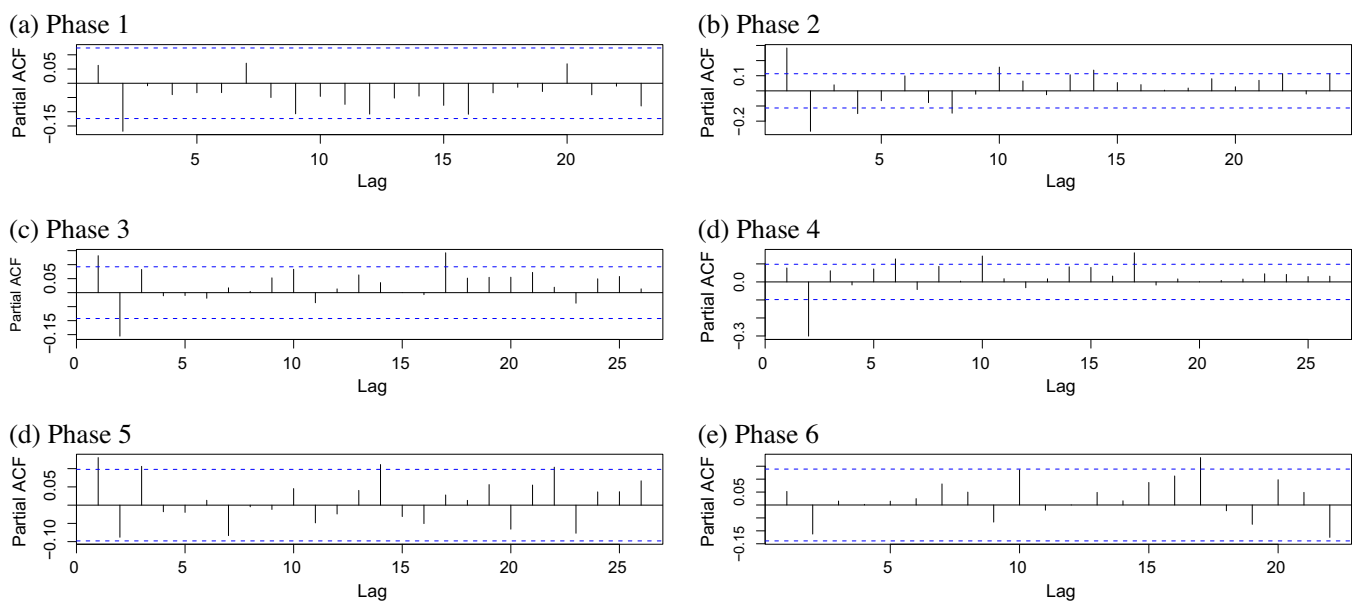 (a) Phase 1
Partial ACF
0.05
−0.15
5
10
15
20
Lag
(b) Phase 2
Partial ACF
0.1
−0.2
5
10
15
20
Lag
(c) Phase 3
Partial ACF
0.05
−0.15
0
5
10
15
20
25
Lag
(d) Phase 4
Partial ACF
0.0
−0.3
0
5
10
15
20
25
Lag
(d) Phase 5
Partial ACF
0.05
−0.10
0
5
10
15
20
25
Lag
(e) Phase 6
Partial ACF
0.05
−0.15
5
10
15
20
Lag